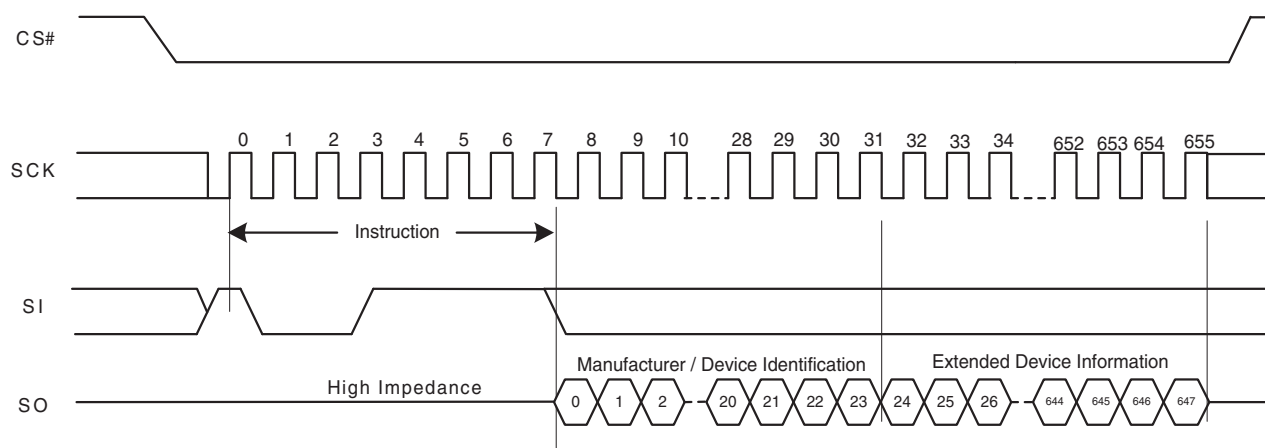 CS#
SCK
0 1 2 3 4 5 6 7 8 9 10 28 29 30 31 32 33 34 652 653 654 655
Instruction
SI
Manufacturer / Device Identification Extended Device Information
High Impedance
SO
0 1 2 20 21 22 23 24 25 26 644 645 646 647